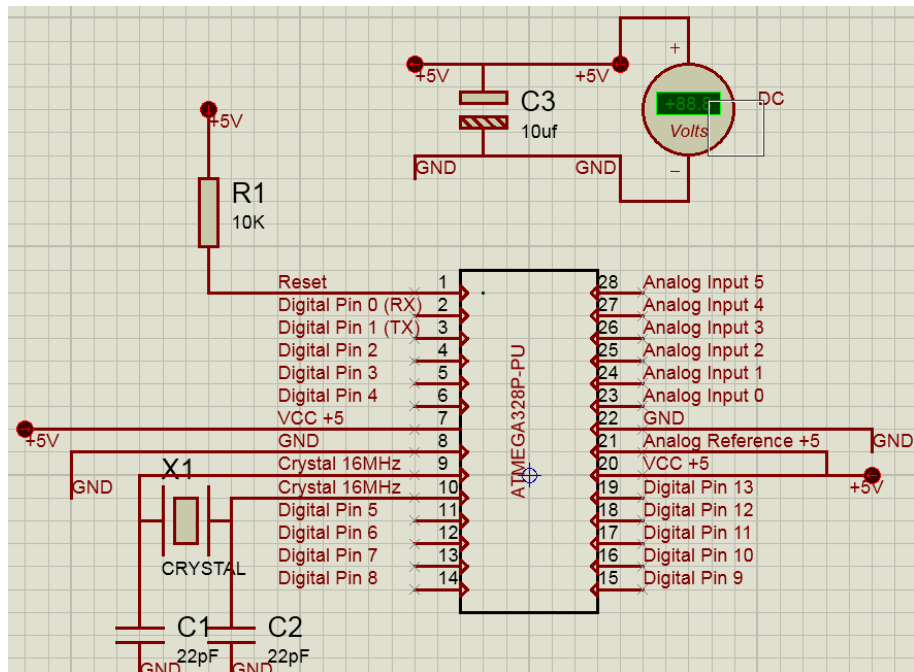 +
+5V
+5V
C3
10uf
+88.8
Volts
DC
GND
GND
−
+5V
R1
10K
Reset 1
Digital Pin 0 (RX) 2
Digital Pin 1 (TX) 3
Digital Pin 2 4
Digital Pin 3 5
Digital Pin 4 6
VCC +5 7
GND 8
Crystal 16MHz 9
Crystal 16MHz 10
Digital Pin 5 11
Digital Pin 6 12
Digital Pin 7 13
Digital Pin 8 14
ATMEGA328P-PU
28 Analog Input 5
27 Analog Input 4
26 Analog Input 3
25 Analog Input 2
24 Analog Input 1
23 Analog Input 0
22 GND
21 Analog Reference +5
20 VCC +5
19 Digital Pin 13
18 Digital Pin 12
17 Digital Pin 11
16 Digital Pin 10
15 Digital Pin 9
+5V
GND
GND
+5V
X1
CRYSTAL
C1
22pF
GND
C2
22pF
GND